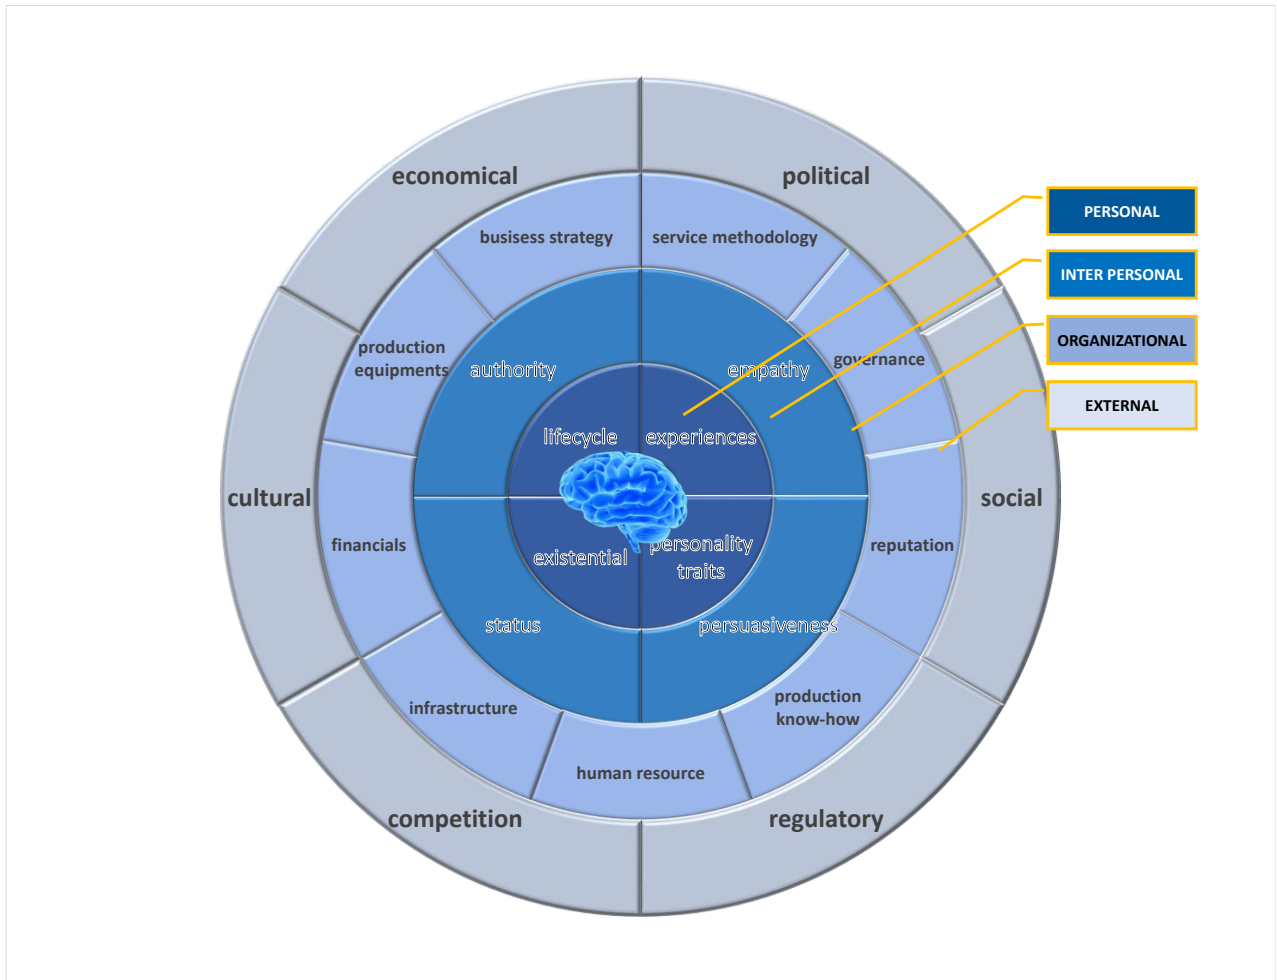 economical
political
busisess strategy
service methodology
PERSONAL
INTER PERSONAL
ORGANIZATIONAL
EXTERNAL
production
equipments
authority
empathy
governance
lifecycle
experiences
cultural
social
financials
existential
personality
traits
reputation
status
persuasiveness
infrastructure
production
know-how
human resource
competition
regulatory